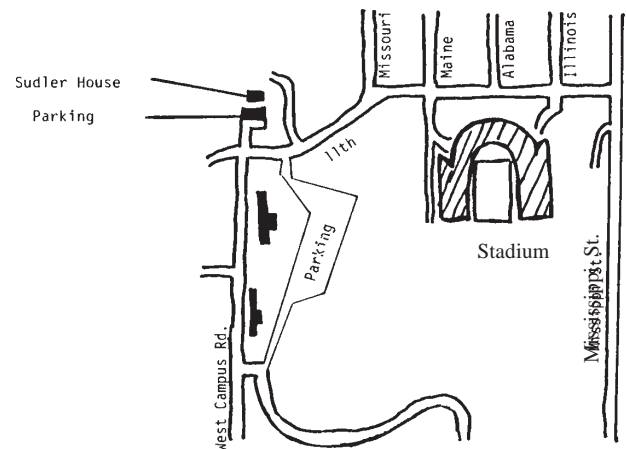 Missouri
Maine
Alabama
Illinois
Sudler House
Parking
11th
Parking
Stadium
Mississippi St.
West Campus Rd.